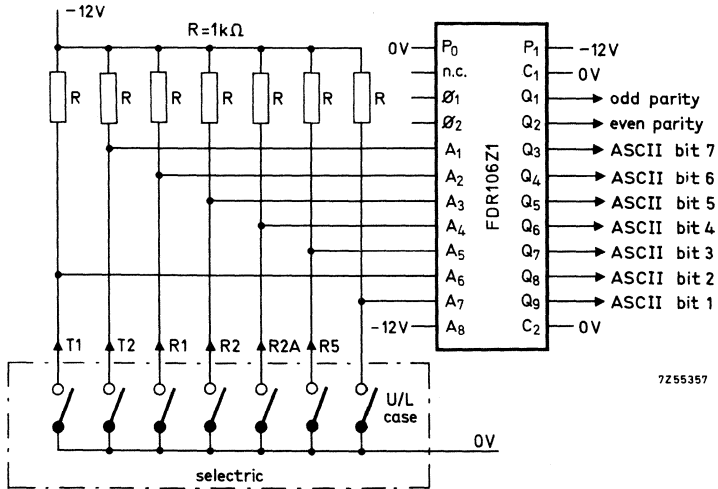 -12V
R=1kΩ
R R R R R R R
0V P0 P1 -12V
n.c. C1 0V
Ø1 Q1 odd parity
Ø2 Q2 even parity
A1 Q3 ASCII bit 7
A2 Q4 ASCII bit 6
A3 Q5 ASCII bit 5
A4 Q6 ASCII bit 4
A5 Q7 ASCII bit 3
A6 Q8 ASCII bit 2
A7 Q9 ASCII bit 1
-12V A8 C2 0V
FDR106Z1
T1 T2 R1 R2 R2A R5
U/L
case
0V
selectric
7Z55357